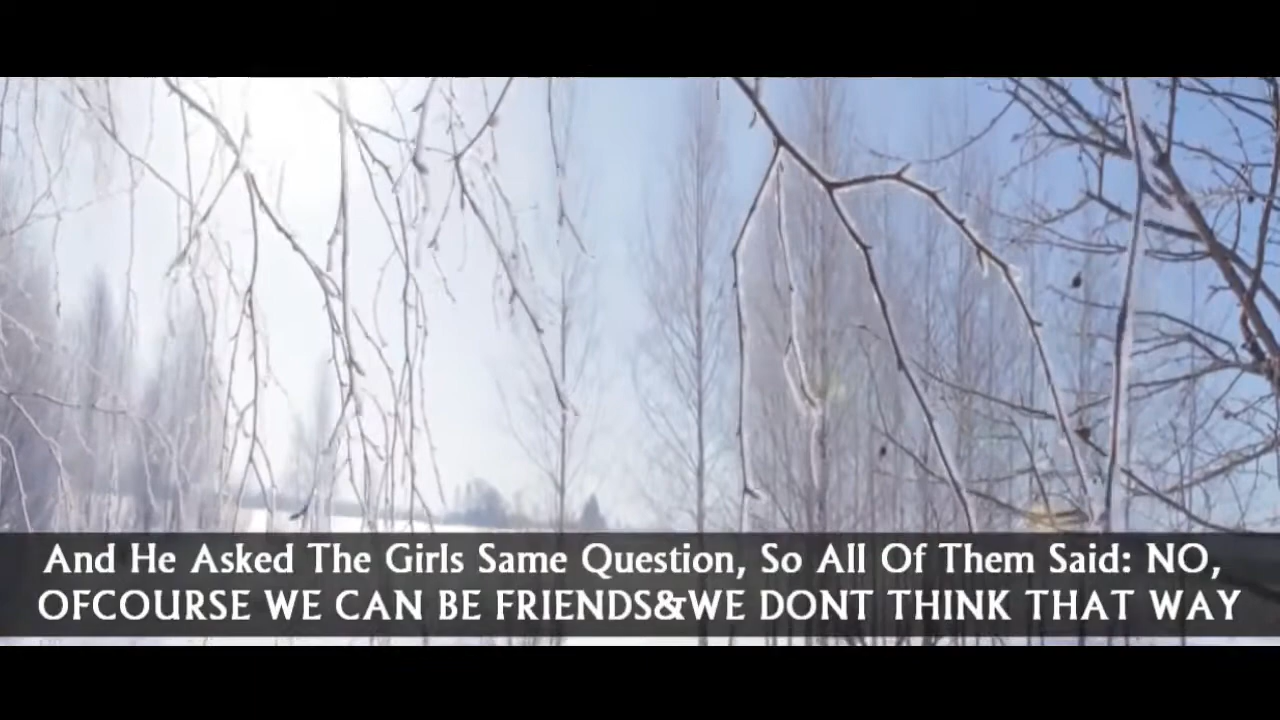 And He Asked The Girls Same Question, So All Of Them Said: NO,
OFCOURSE WE CAN BE FRIENDS&WE DONT THINK THAT WAY